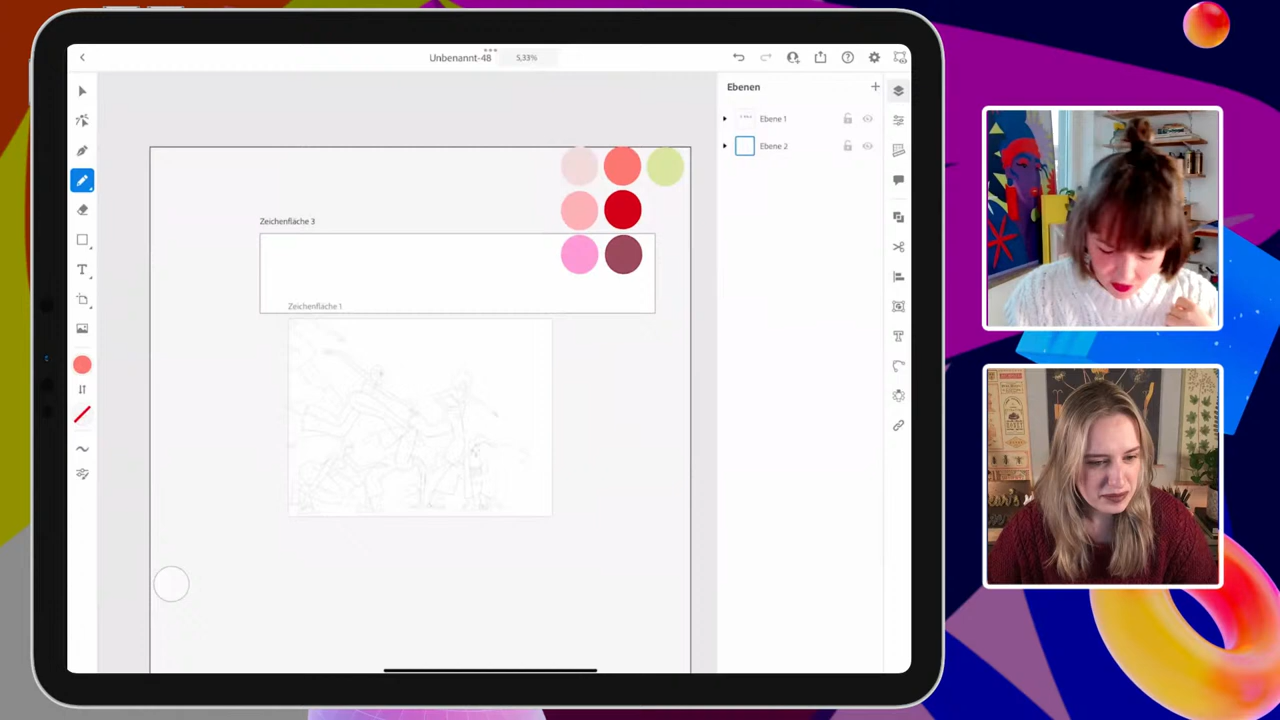 Unbenannt-48
5,33%
Ebenen
Ebene 1
Ebene 2
Zeichenfläche 3
Zeichenfläche 1